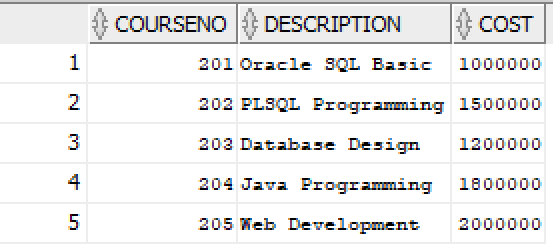 COURSENO DESCRIPTION COST
1 201 Oracle SQL Basic 1000000
2 202 PLSQL Programming 1500000
3 203 Database Design 1200000
4 204 Java Programming 1800000
5 205 Web Development 2000000